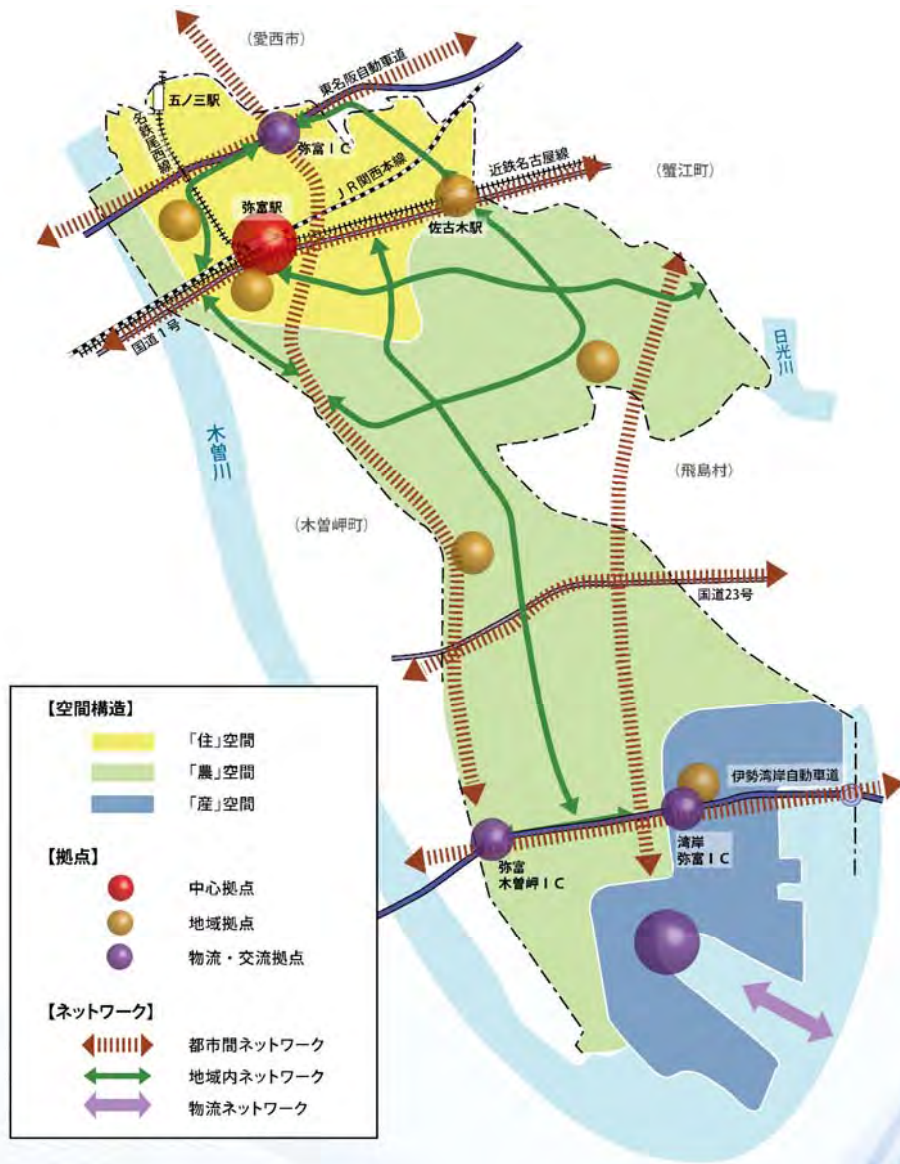 (愛西市)
東名阪自動車道
五ノ三駅
名鉄尾西線
弥富IC
JR関西本線
近鉄名古屋線
(蟹江町)
弥富駅
佐古木駅
国道1号
日光川
木曽川
(飛島村)
(木曽岬町)
国道23号
伊勢湾岸自動車道
湾岸
弥富IC
弥富
木曽岬IC
【空間構造】
「住」空間
「農」空間
「産」空間
【拠点】
中心拠点
地域拠点
物流・交流拠点
【ネットワーク】
都市間ネットワーク
地域内ネットワーク
物流ネットワーク